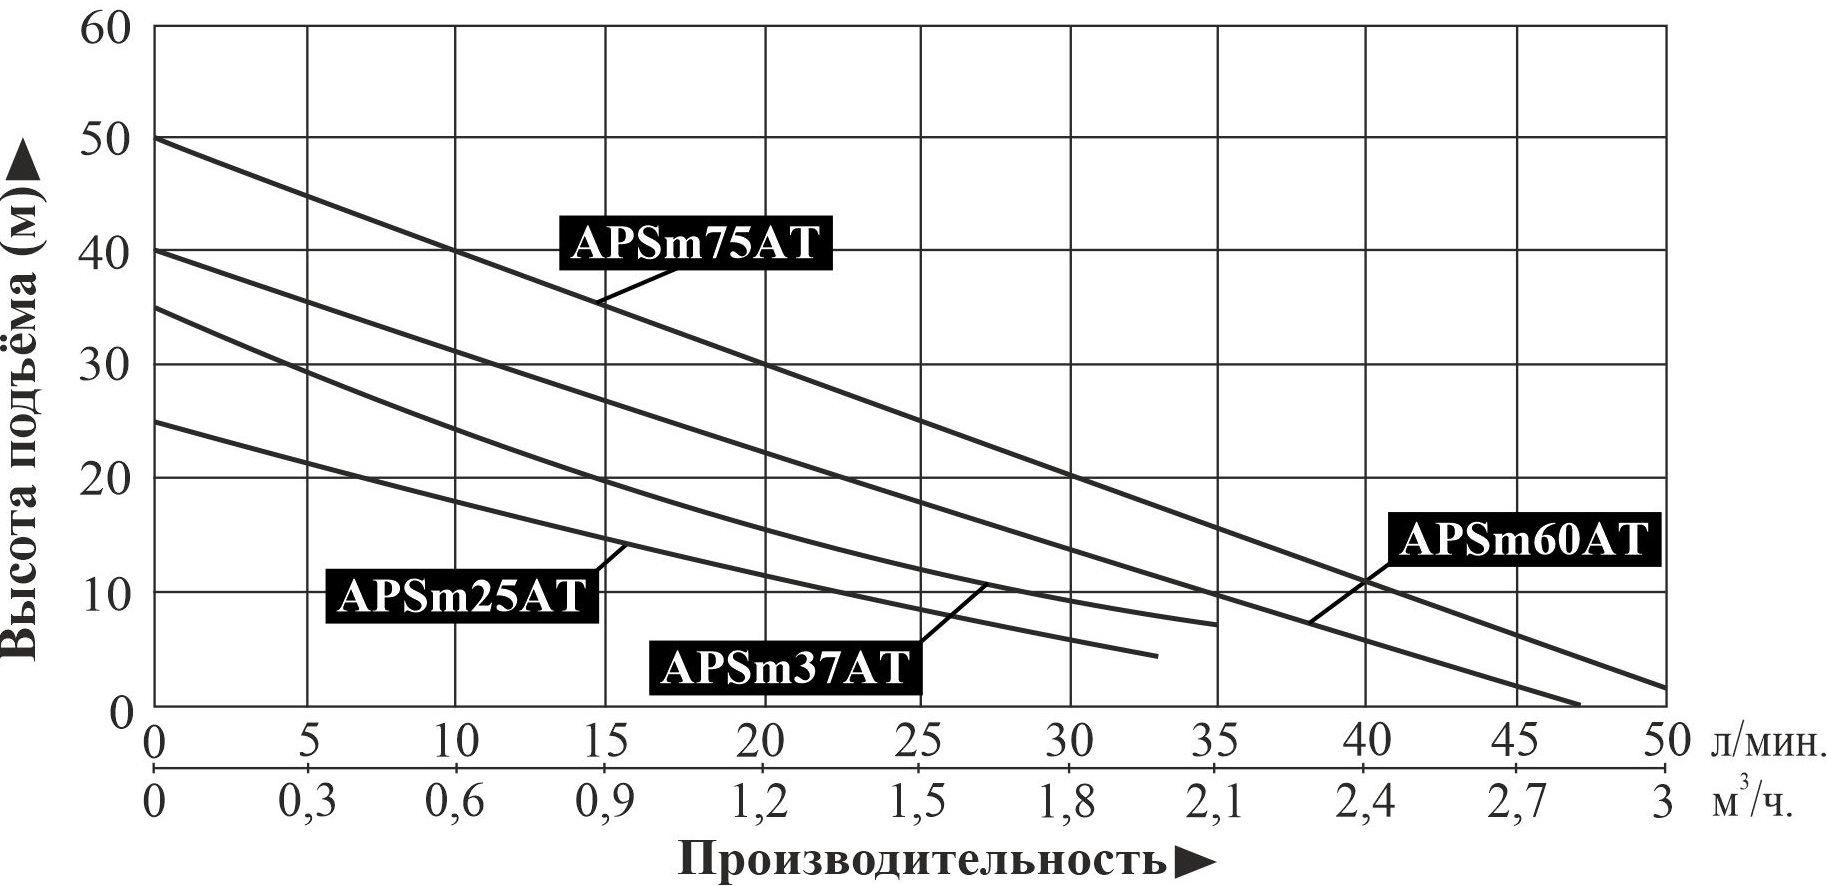 Высота подъёма (м)
60
50
40
30
20
10
0
APSm75AT
APSm60AT
APSm25AT
APSm37AT
0 5 10 15 20 25 30 35 40 45 50 л/мин.
0 0,3 0,6 0,9 1,2 1,5 1,8 2,1 2,4 2,7 3 м³/ч.
Производительность